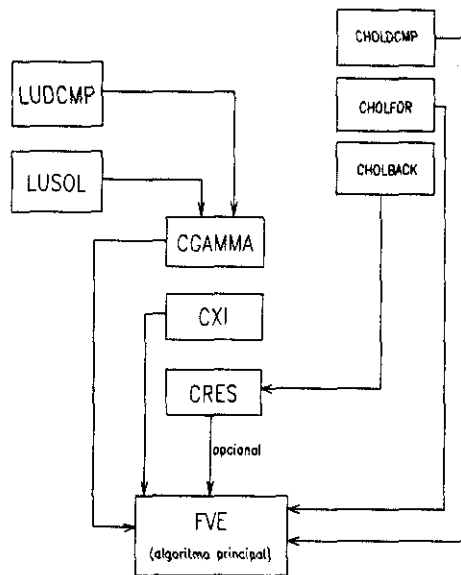 CHOLDCMP
LUDCMP
CHOLFOR
LUSOL
CHOLBACK
CGAMMA
CXI
CRES
opcional
FVE
(algoritmo principal)